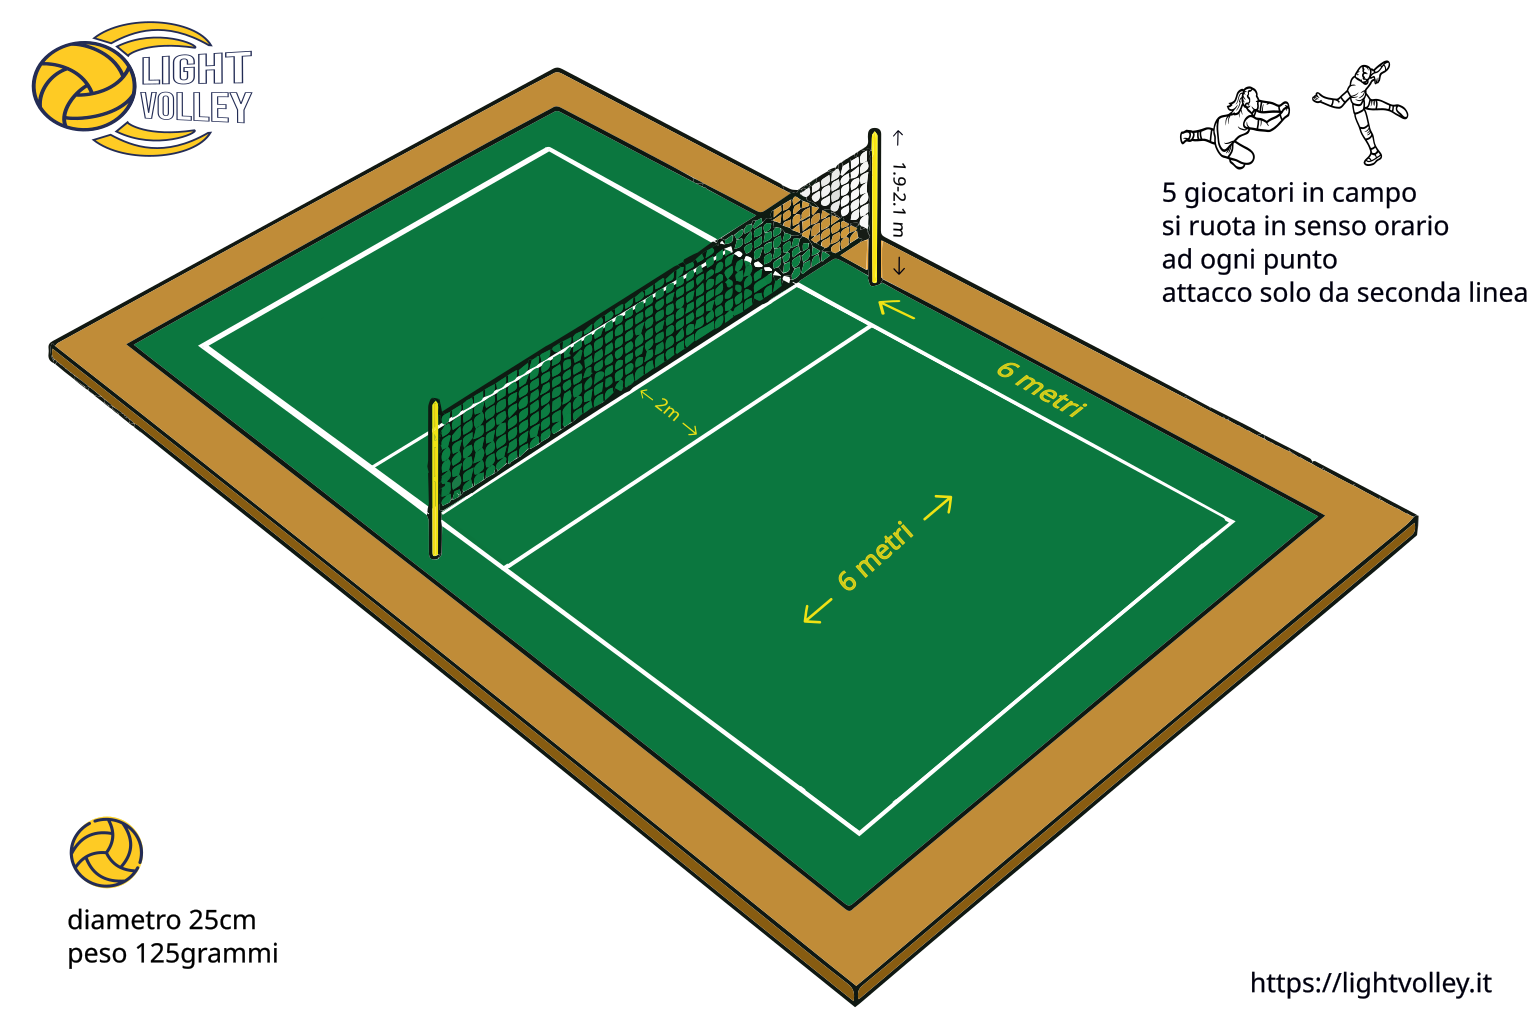 LIGHT
VOLLEY
1.9-2.1 m
5 giocatori in campo
si ruota in senso orario
ad ogni punto
attacco solo da seconda linea
6 metri
2m
6 metri
diametro 25cm
peso 125grammi
https://lightvolley.it